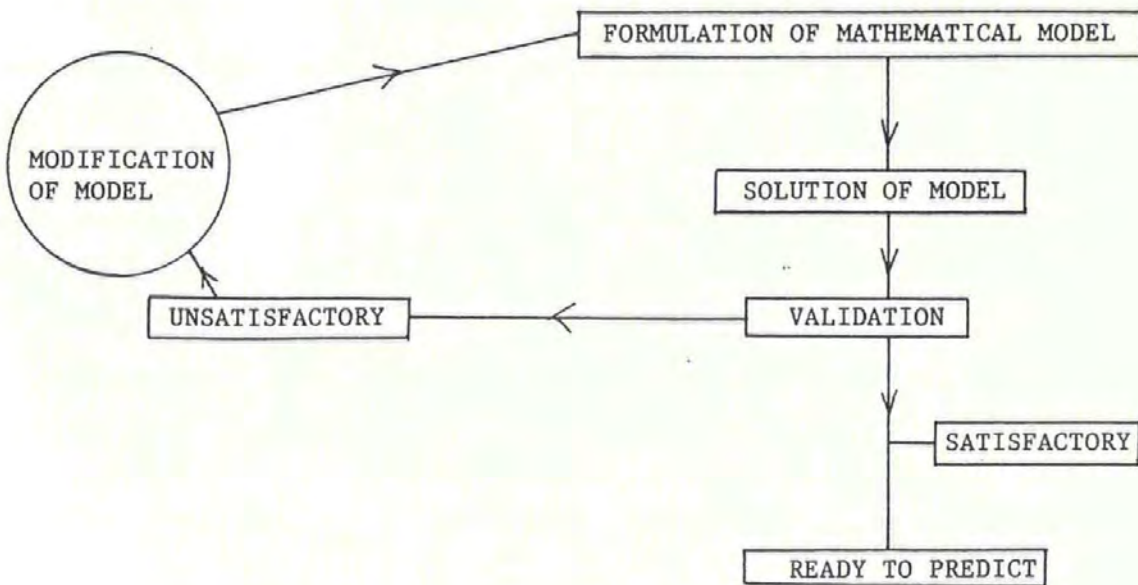 FORMULATION OF MATHEMATICAL MODEL
MODIFICATION
OF MODEL
SOLUTION OF MODEL
UNSATISFACTORY
VALIDATION
SATISFACTORY
READY TO PREDICT